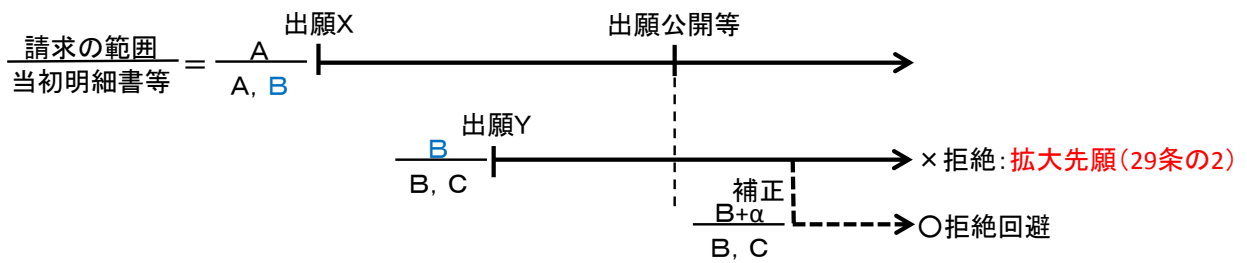 出願X
出願公開等
請求の範囲
当初明細書等
=
A
A, B
出願Y
B
B, C
×拒絶:拡大先願(29条の2)
補正
B+α
B, C
○拒絶回避